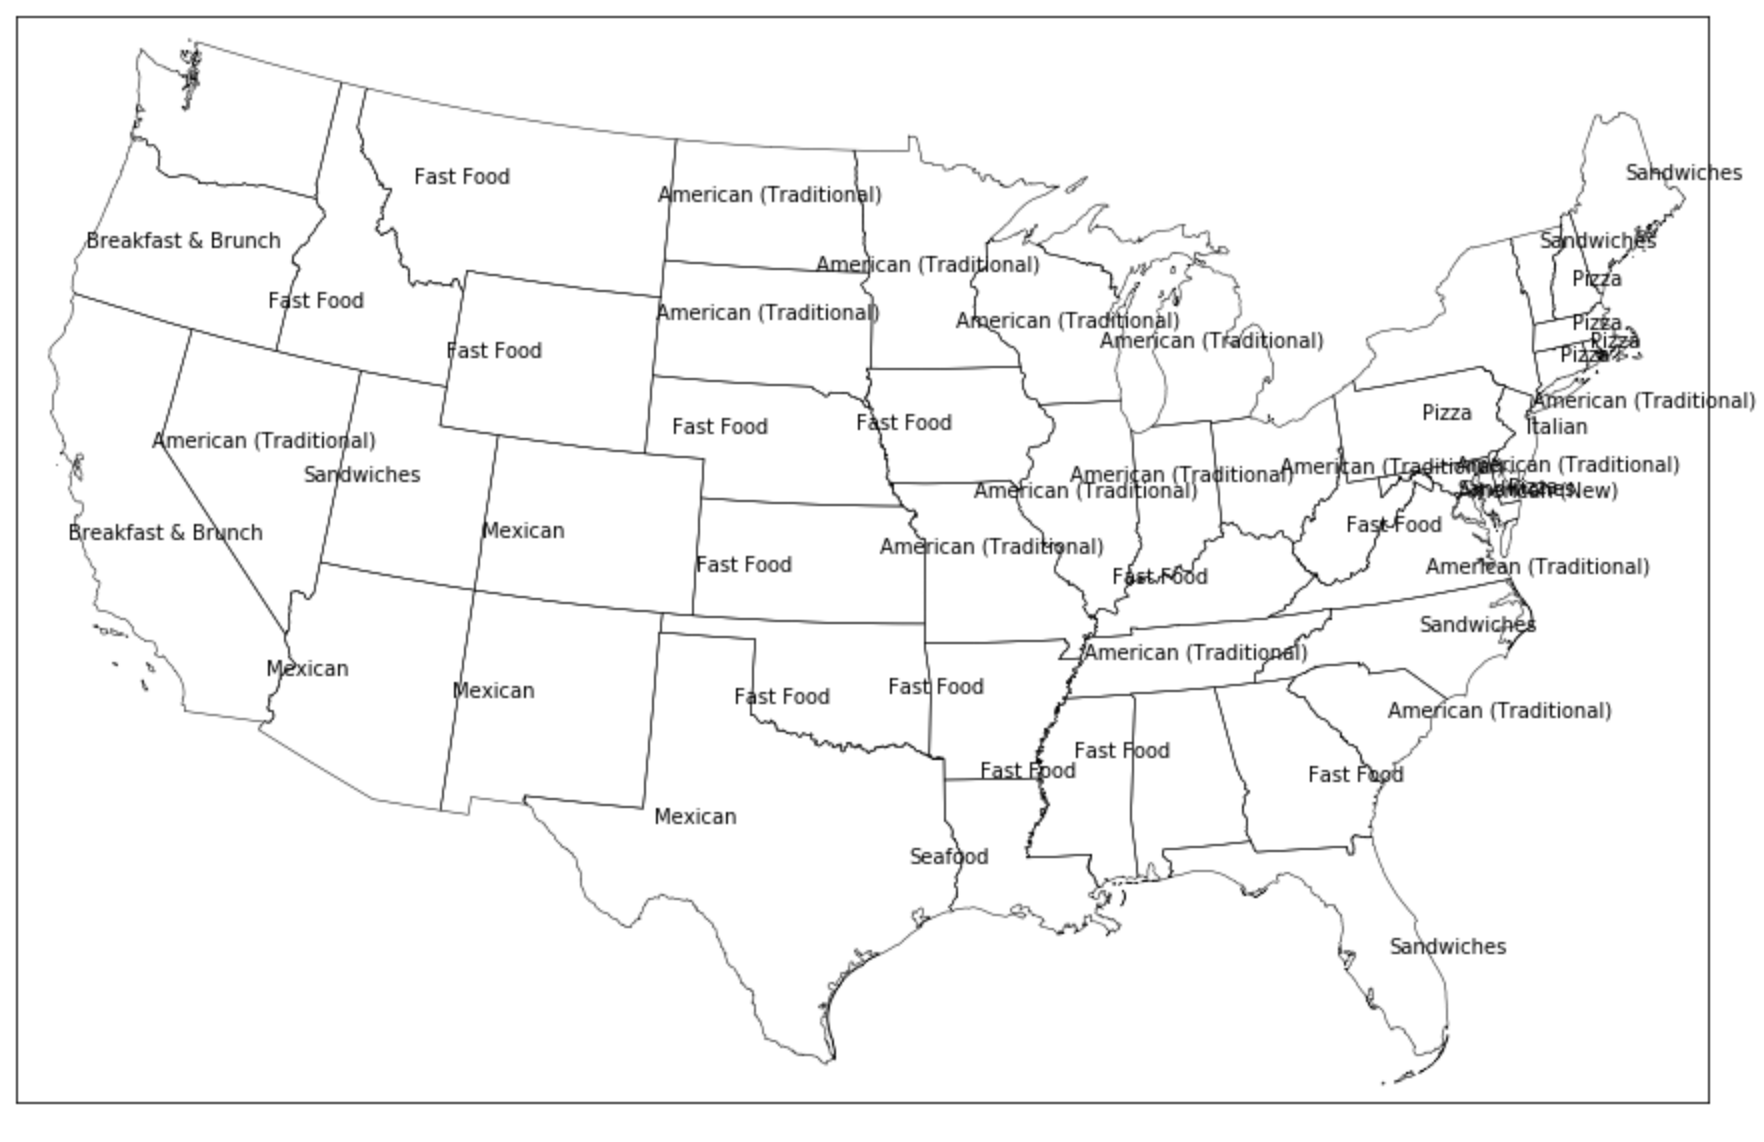 Sandwiches
Fast Food
American (Traditional)
Breakfast & Brunch
Sandwiches
American (Traditional)
Pizza
Fast Food
American (Traditional)
American (Traditional)
Pizza
American (Traditional)
Pizza
Fast Food
Pizza
American (Traditional)
Pizza
Fast Food
Fast Food
Italian
American (Traditional)
Sandwiches
American (Traditional)
American (Traditional)
American (Traditional)
American (Traditional)
(New)
Breakfast & Brunch
Mexican
Fast Food
American (Traditional)
Fast Food
American (Traditional)
Fast Food
Sandwiches
American (Traditional)
Mexican
Mexican
Fast Food
Fast Food
American (Traditional)
Fast Food
Fast Food
Fast Food
Mexican
Seafood
Sandwiches